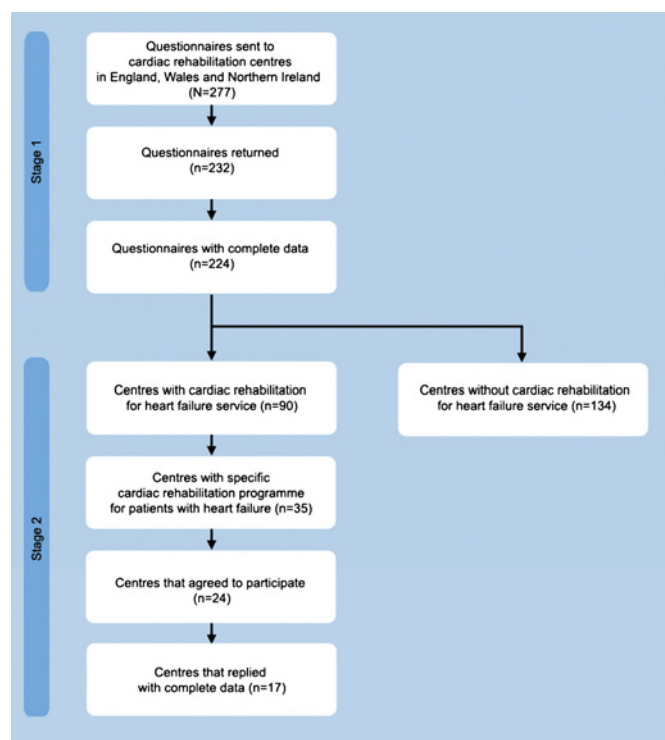 Stage 1
Questionnaires sent to
cardiac rehabilitation centres
in England, Wales and Northern Ireland
(N=277)
Questionnaires returned
(n=232)
Questionnaires with complete data
(n=224)
Stage 2
Centres with cardiac rehabilitation
for heart failure service (n=90)
Centres without cardiac rehabilitation
for heart failure service (n=134)
Centres with specific
cardiac rehabilitation programme
for patients with heart failure (n=35)
Centres that agreed to participate
(n=24)
Centres that replied
with complete data (n=17)